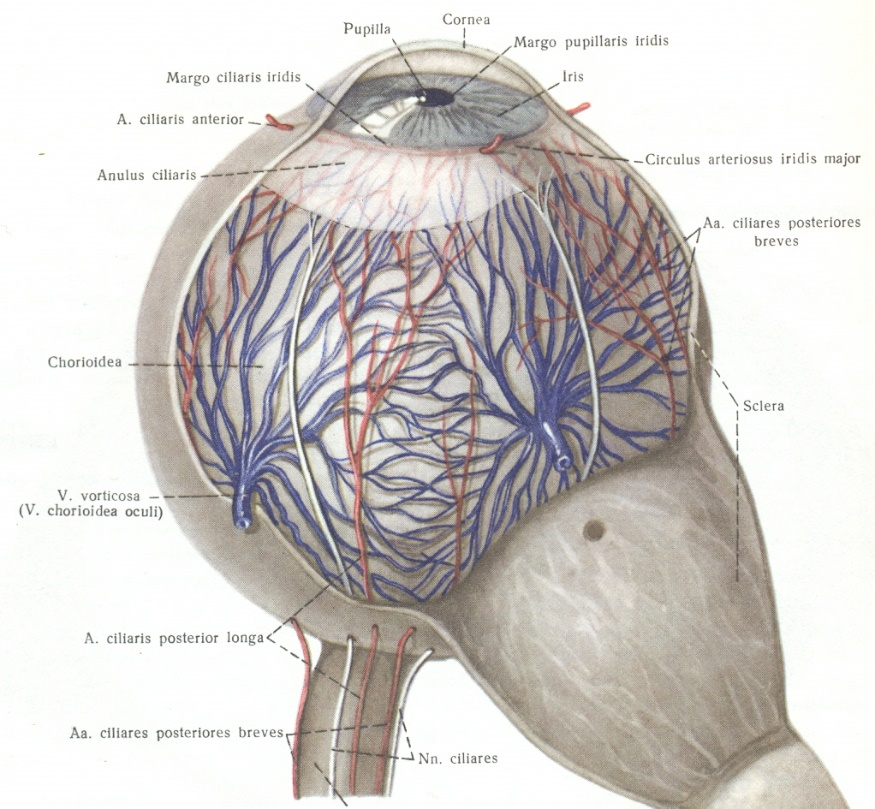 Cornea
Pupilla
Margo pupillaris iridis
Margo ciliaris iridis
Iris
A. ciliaris anterior
Circulus arteriosus iridis major
Anulus ciliaris
Aa. ciliares posteriores
breves
Chorioidea
Sclera
V. vorticosa
(V. chorioidea oculi)
A. ciliaris posterior longa
Aa. ciliares posteriores breves
Nn. ciliares